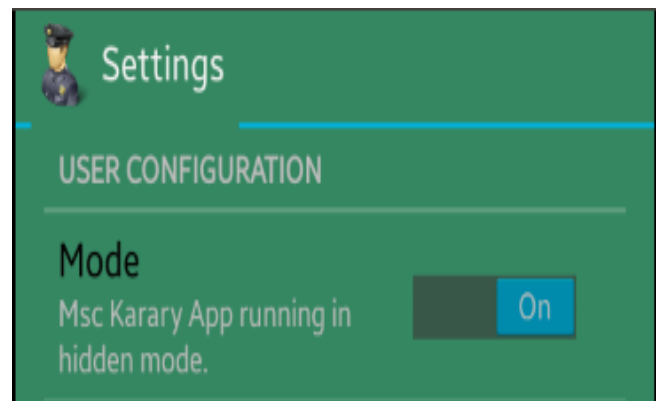 Settings
USER CONFIGURATION
Mode
Msc Karary App running in
hidden mode.
On